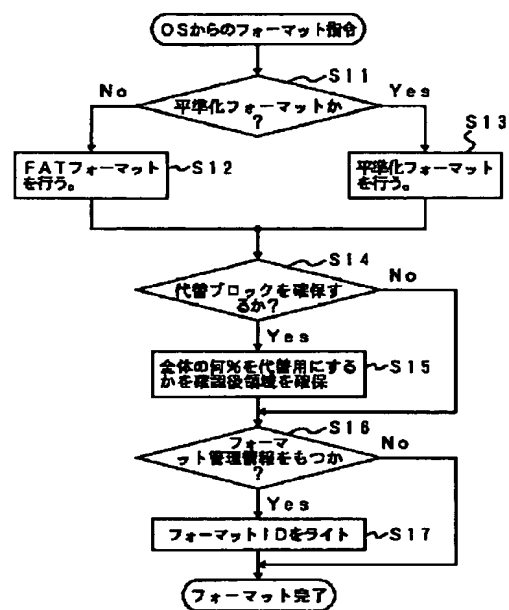 OSからのフォーマット指令
S11
No
Yes
平準化フォーマットか
?
S13
FATフォーマット
を行う。
S12
平準化フォーマット
を行う。
S14
代替ブロックを確保す
るか?
No
Yes
全体の何%を代替用にする
かを確認後領域を確保
S15
S16
フォーマ
ット管理情報をもつか
?
No
Yes
フォーマットIDをライト
S17
フォーマット完了